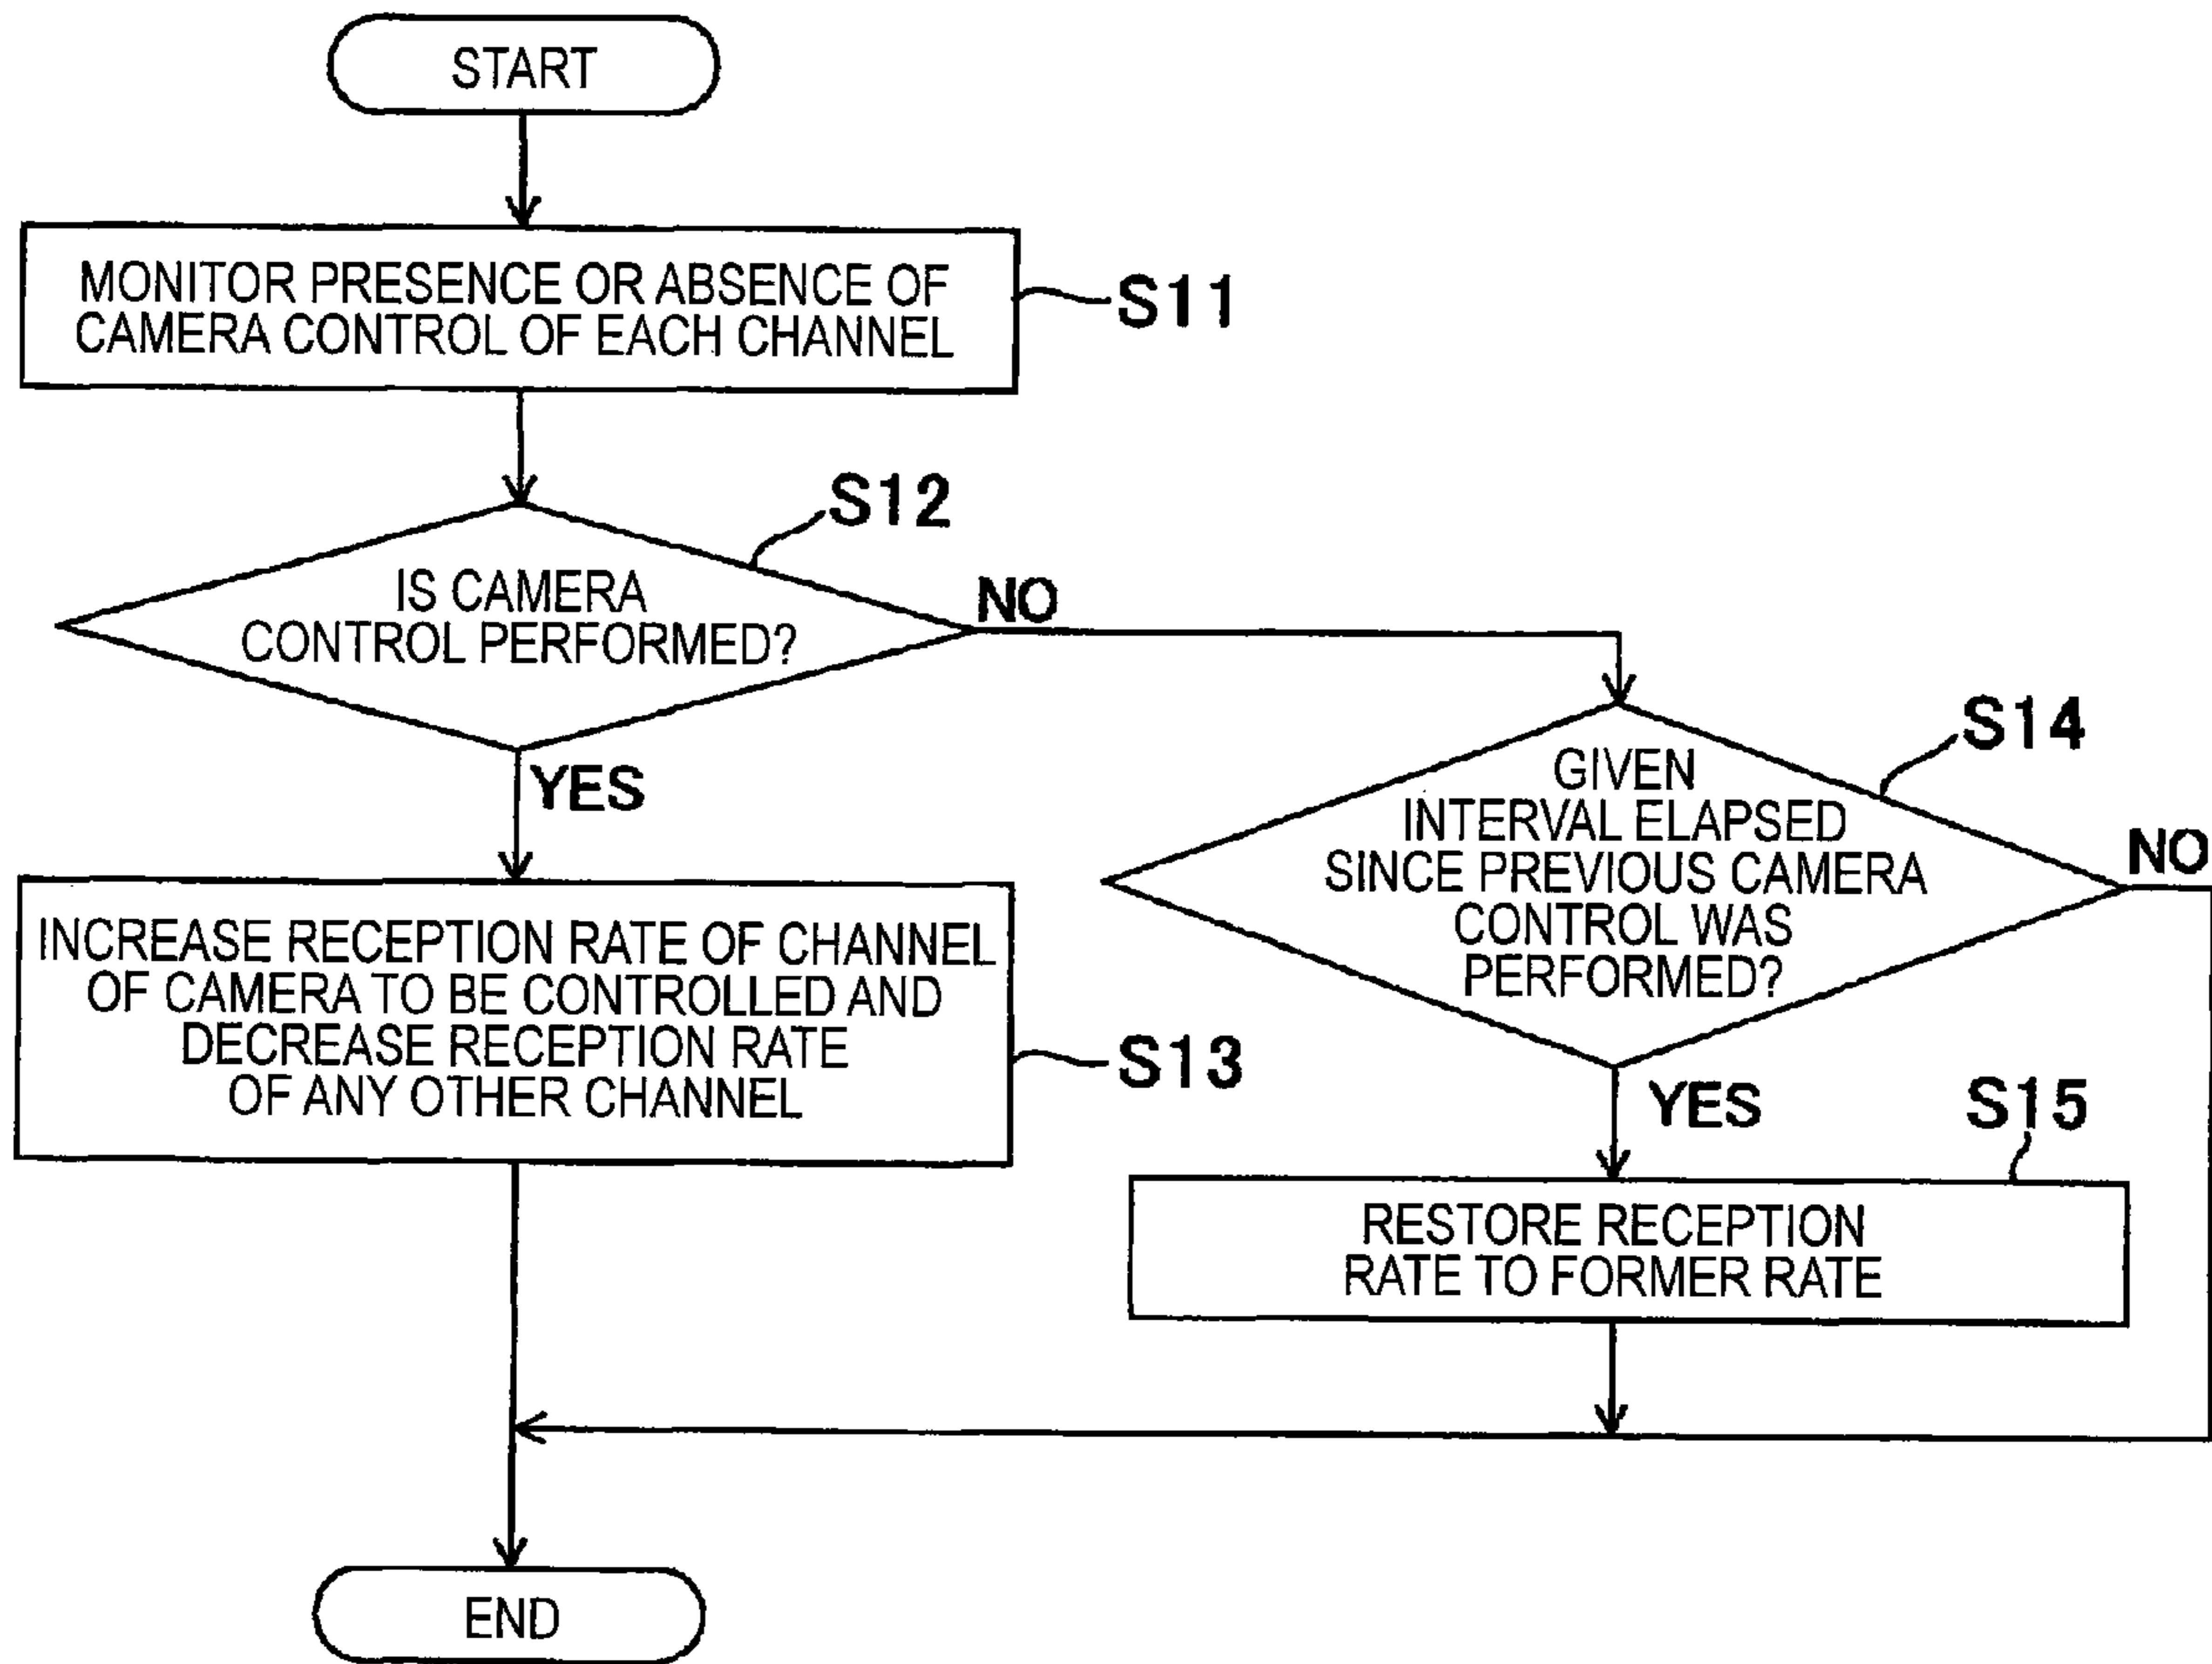 START
MONITOR PRESENCE OR ABSENCE OF
CAMERA CONTROL OF EACH CHANNEL
S11
S12
IS CAMERA
CONTROL PERFORMED?
NO
YES
INCREASE RECEPTION RATE OF CHANNEL
OF CAMERA TO BE CONTROLLED AND
DECREASE RECEPTION RATE
OF ANY OTHER CHANNEL
S13
S14
GIVEN
INTERVAL ELAPSED
SINCE PREVIOUS CAMERA
CONTROL WAS
PERFORMED?
NO
YES
S15
RESTORE RECEPTION
RATE TO FORMER RATE
END